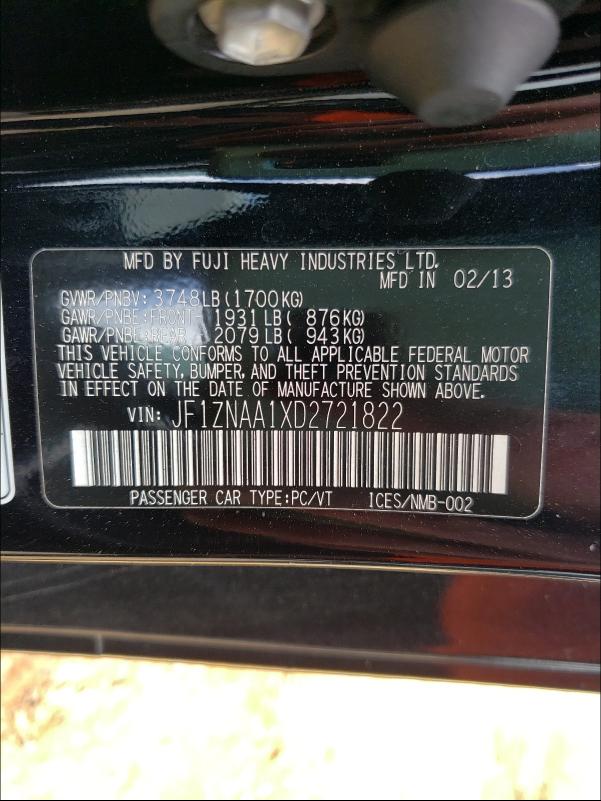 MFD BY FUJI HEAVY INDUSTRIES LTD.
MFD IN 02/13
GVWR/PNBV: 3748LB(1700KG)
GAWR/PNBE:FRONT 1931LB( 876KG)
GAWR/PNBE:REAR 2079LB( 943KG)
THIS VEHICLE CONFORMS TO ALL APPLICABLE FEDERAL MOTOR
VEHICLE SAFETY, BUMPER, AND THEFT PREVENTION STANDARDS
IN EFFECT ON THE DATE OF MANUFACTURE SHOWN ABOVE.
VIN: JF1ZNAA1XD2721822
PASSENGER CAR TYPE:PC/VT ICES/NMB-002